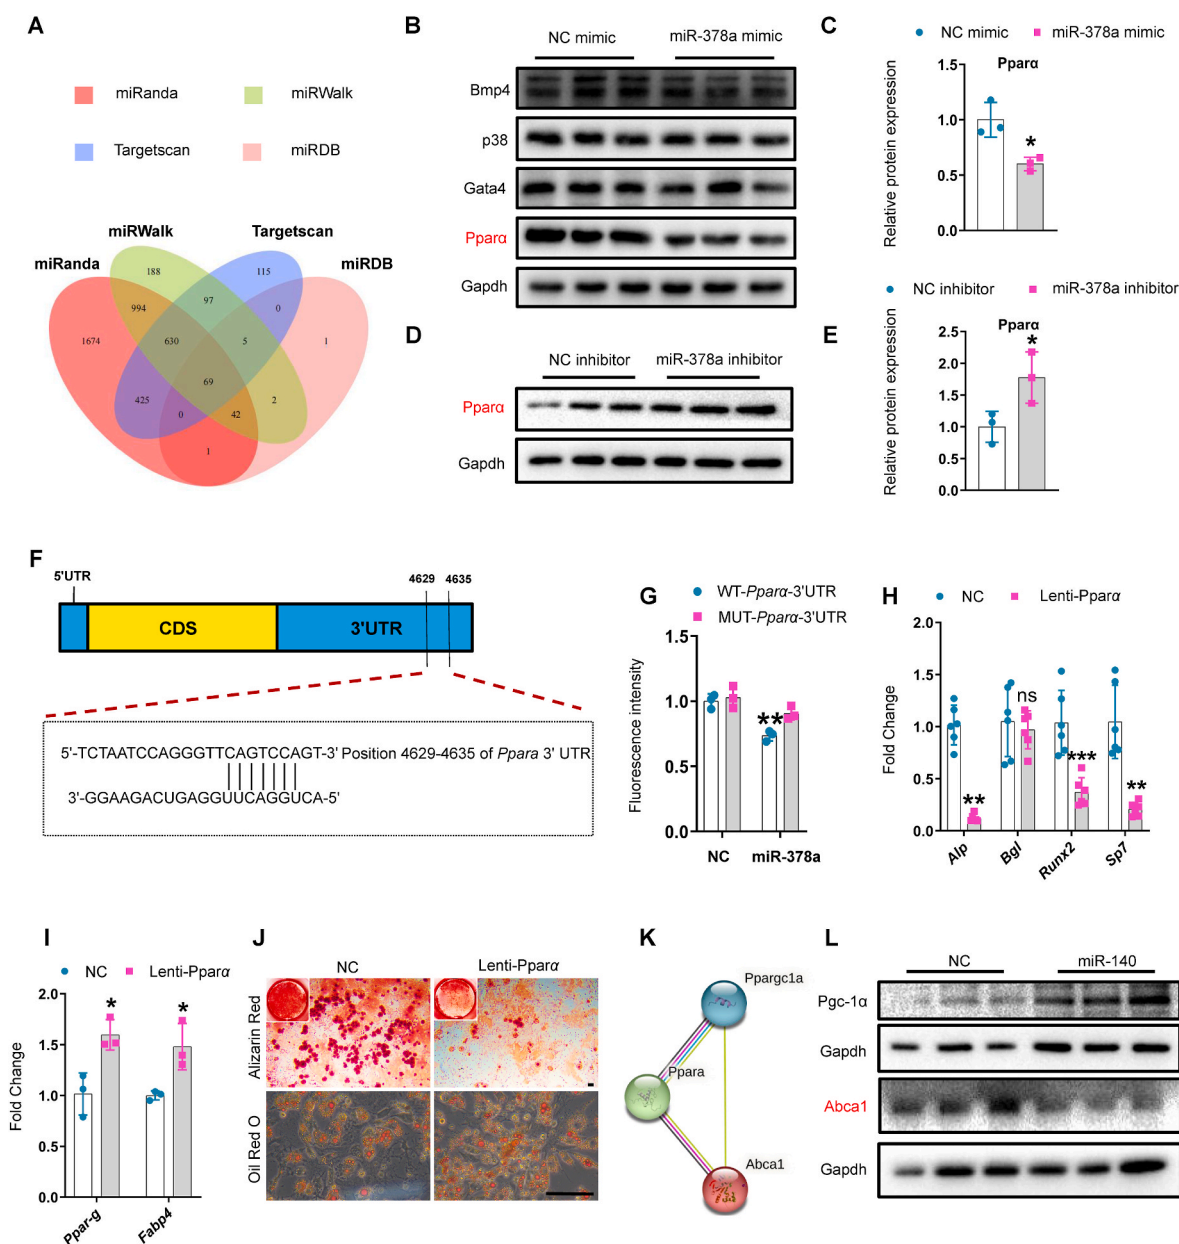 A
miRanda
miRWalk
Targetscan
miRDB
miRWalk
Targetscan
miRanda
miRDB
188
115
994
97
0
1674
630
5
1
69
425
0
42
2
1
B
NC mimic
miR-378a mimic
Bmp4
p38
Gata4
Pparα
Gapdh
C
NC mimic
miR-378a mimic
Pparα
Relative protein expression
1.5
1.0
0.5
0.0
*
D
NC inhibitor
miR-378a inhibitor
Pparα
Gapdh
E
NC inhibitor
miR-378a inhibitor
Pparα
Relative protein expression
2.5
2.0
1.5
1.0
0.5
0.0
*
F
5'UTR
4629
4635
CDS
3'UTR
5'-TCTAATCCAGGGTTCAGTCCAGT-3' Position 4629-4635 of Ppara 3' UTR
3'-GGAAGACUGAGGUUCAGGUCA-5'
G
WT-Pparα-3'UTR
MUT-Pparα-3'UTR
Fluorescence intensity
1.5
1.0
0.5
0.0
**
NC
miR-378a
H
NC
Lenti-Pparα
Fold Change
2.0
1.5
1.0
0.5
0.0
**
ns
***
**
Alp
Bgl
Runx2
Sp7
I
NC
Lenti-Pparα
Fold Change
2.0
1.5
1.0
0.5
0.0
*
*
Ppar-g
Fabp4
J
NC
Lenti-Pparα
Alizarin Red
Oil Red O
K
Ppargc1a
Ppara
Abca1
L
NC
miR-140
Pgc-1α
Gapdh
Abca1
Gapdh